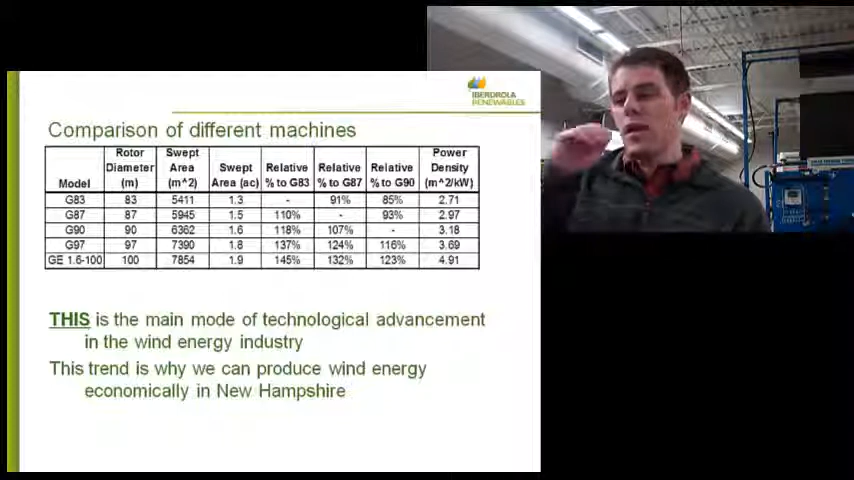 IBERDROLA
RENEWABLES
Comparison of different machines
Model Rotor Diameter (m) Swept Area (m^2) Swept Area (ac) Relative % to G83 Relative % to G87 Relative % to G90 Power Density (m^2/kW)
G83 83 5411 1.3 - 91% 85% 2.71
G87 87 5945 1.5 110% - 93% 2.97
G90 90 6362 1.6 118% 107% - 3.18
G97 97 7390 1.8 137% 124% 116% 3.69
GE 1.6-100 100 7854 1.9 145% 132% 123% 4.91
THIS is the main mode of technological advancement
in the wind energy industry
This trend is why we can produce wind energy
economically in New Hampshire